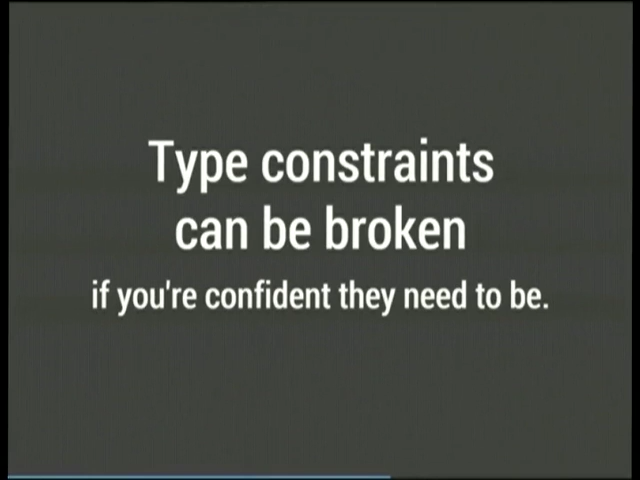 Type constraints
can be broken
if you're confident they need to be.